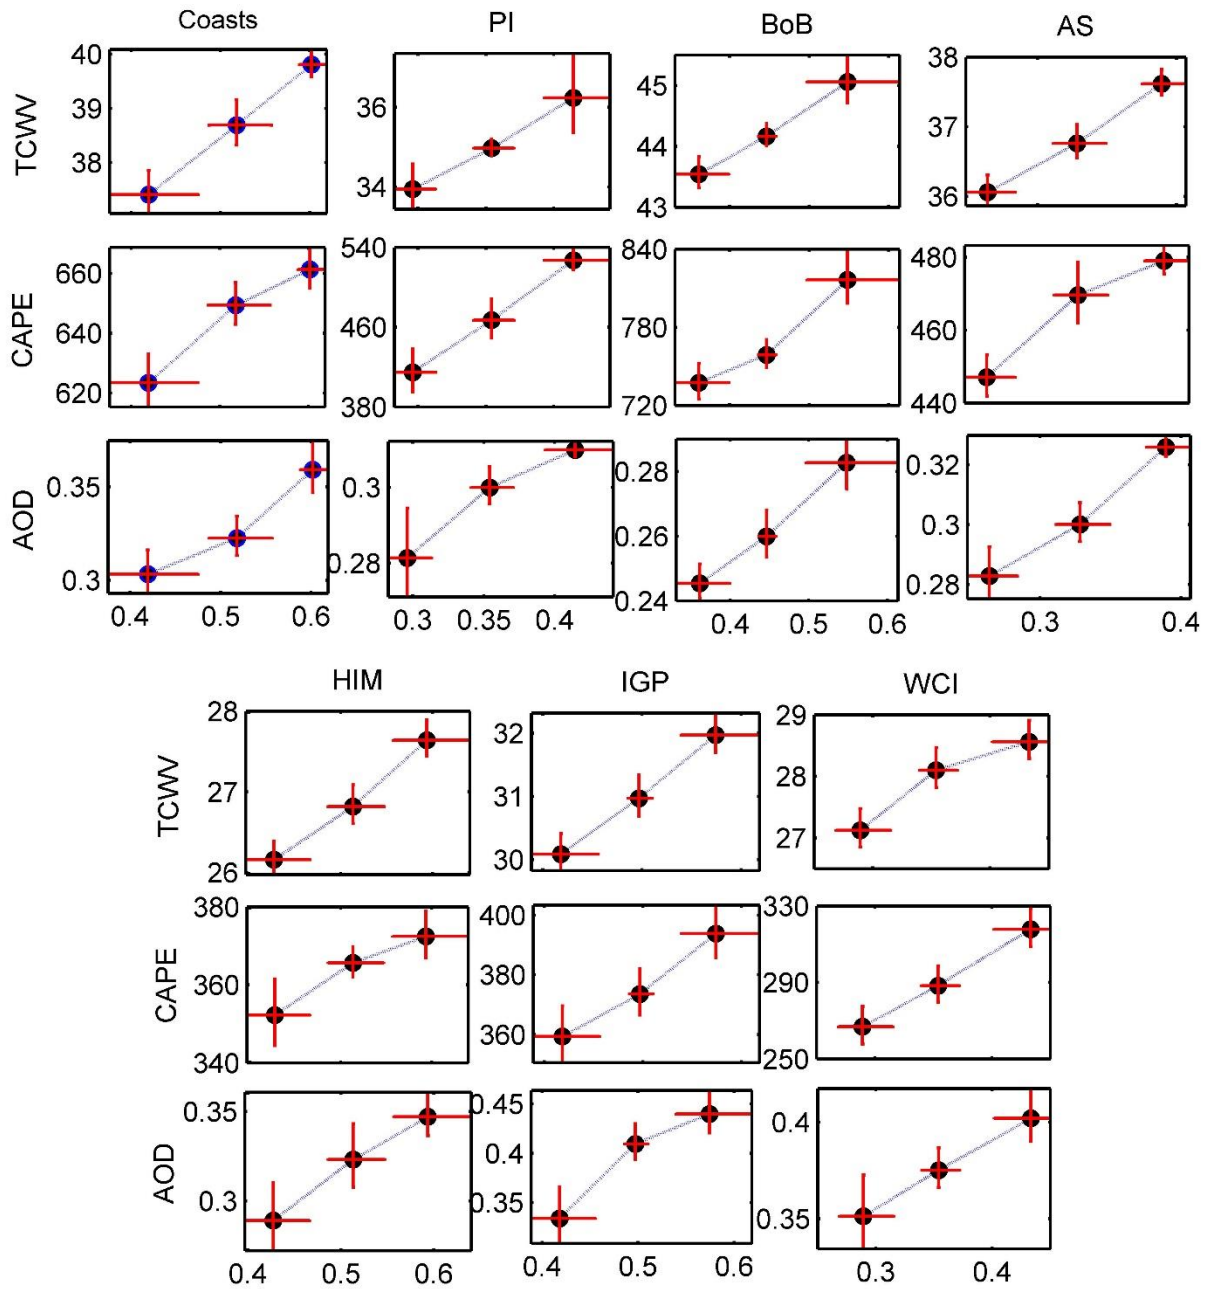 Coasts PI BoB AS
TCWV 40 39 38 36 34 45 44 43 38 37 36
CAPE 660 640 620 540 460 380 840 780 720 480 460 440
AOD 0.35 0.3 0.3 0.28 0.28 0.26 0.24 0.32 0.3 0.28
0.4 0.5 0.6 0.3 0.35 0.4 0.4 0.5 0.6 0.3 0.4
HIM IGP WCI
TCWV 28 27 26 32 31 30 29 28 27
CAPE 380 360 340 400 380 360 330 290 250
AOD 0.35 0.3 0.45 0.45 0.35 0.4 0.35
0.4 0.5 0.6 0.4 0.5 0.6 0.3 0.4